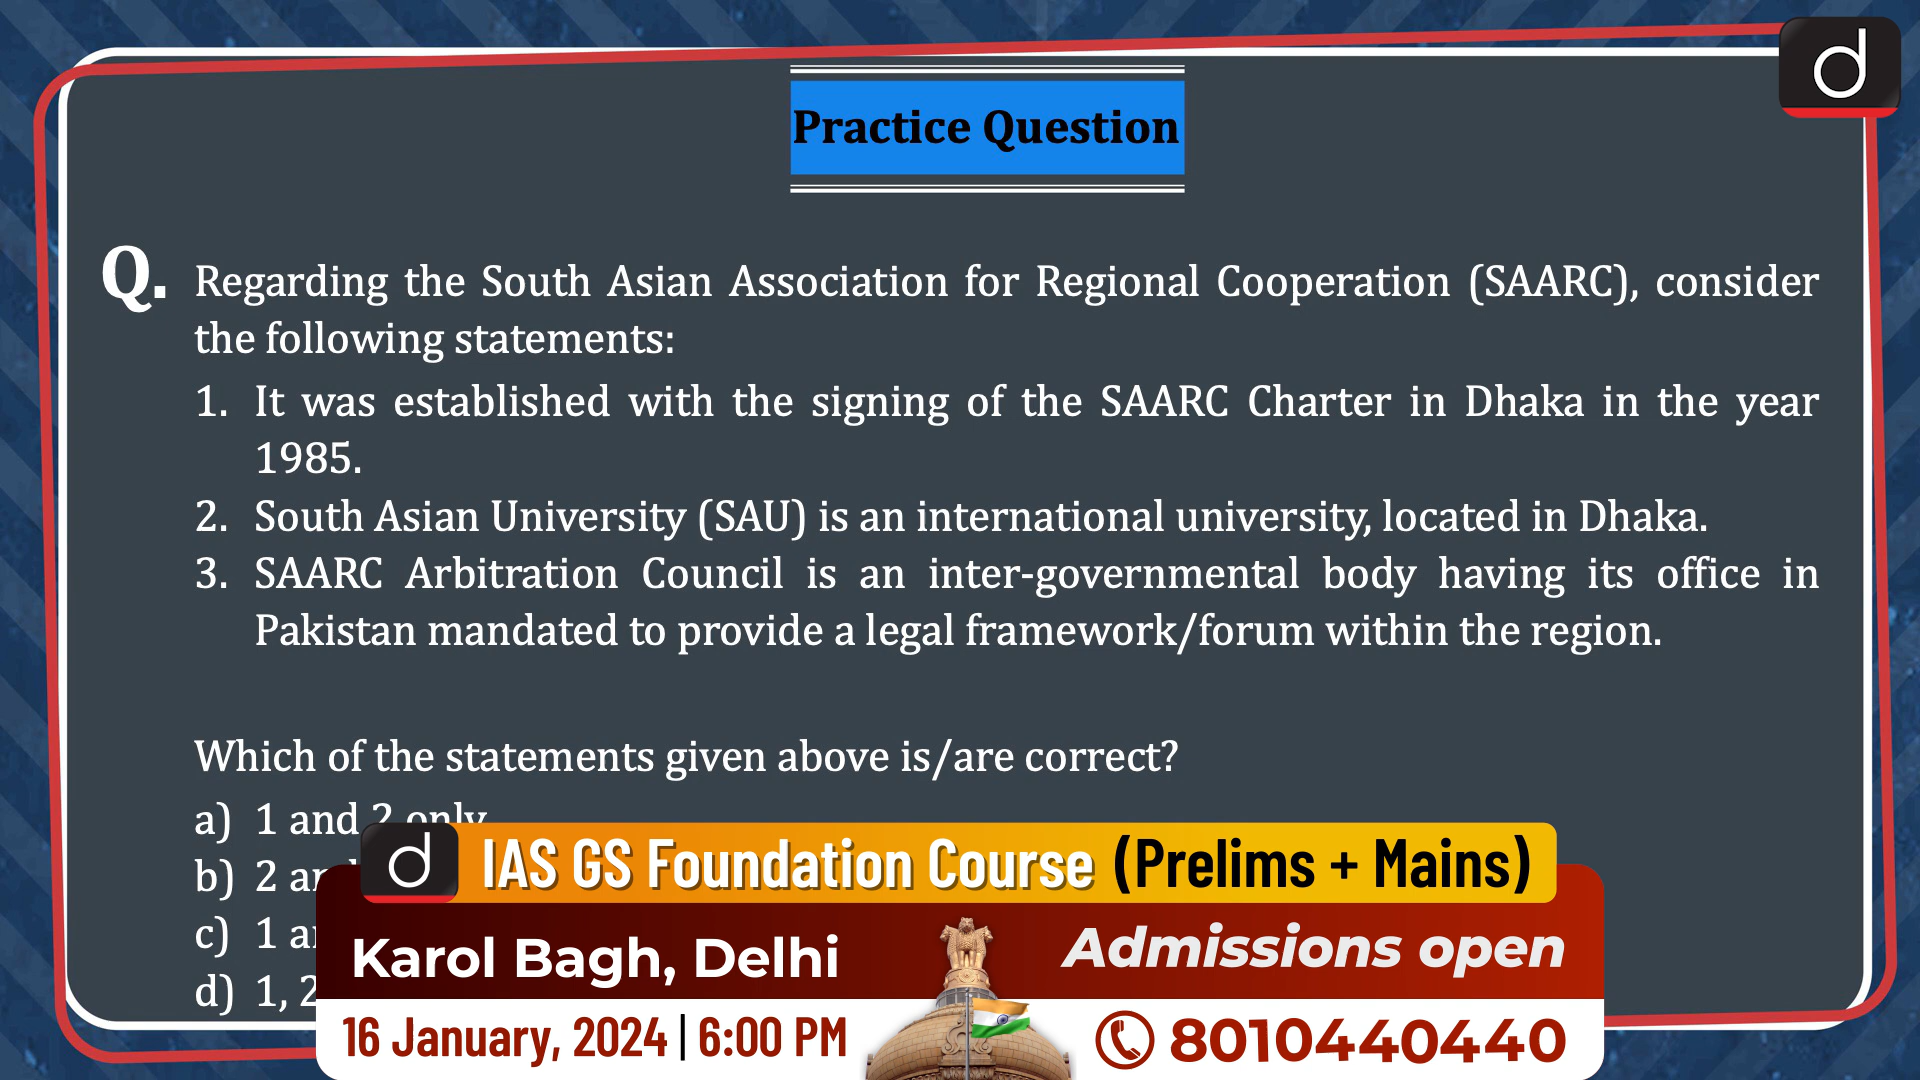 d
Practice Question
Q. Regarding the South Asian Association for Regional Cooperation (SAARC), consider
the following statements:
1. It was established with the signing of the SAARC Charter in Dhaka in the year
1985.
2. South Asian University (SAU) is an international university, located in Dhaka.
3. SAARC Arbitration Council is an inter-governmental body having its office in
Pakistan mandated to provide a legal framework/forum within the region.
Which of the statements given above is/are correct?
a) 1 and 2 only
b) 2
c) 1
d) 1, 2
d IAS GS Foundation Course (Prelims + Mains)
Karol Bagh, Delhi
Admissions open
16 January, 2024 | 6:00 PM
8010440440